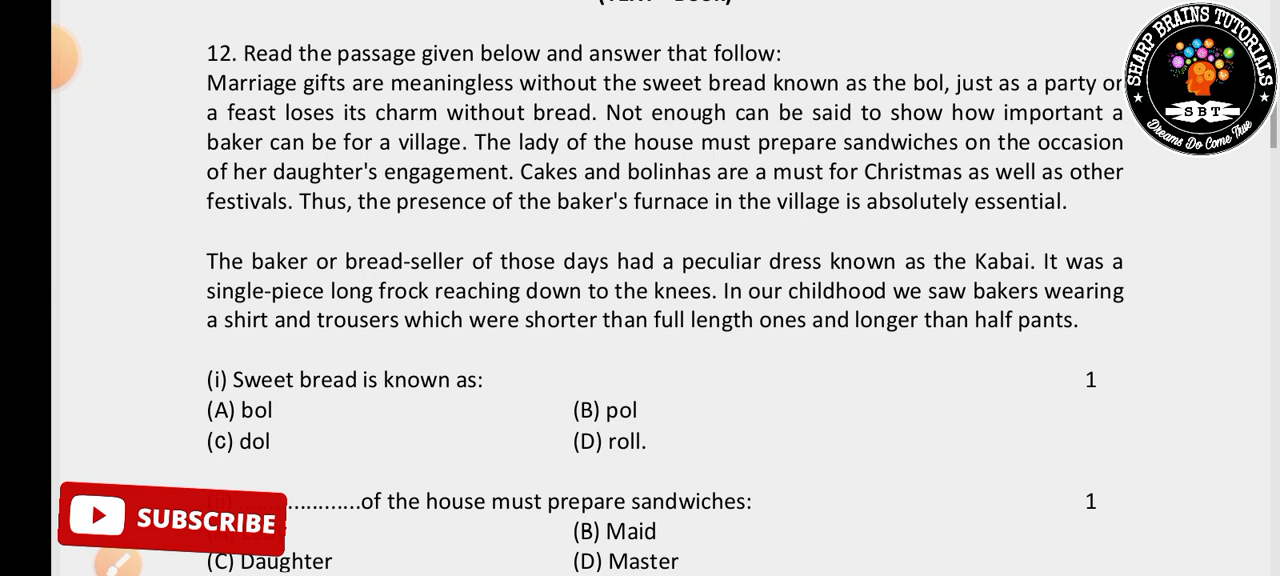 12. Read the passage given below and answer that follow:
Marriage gifts are meaningless without the sweet bread known as the bol, just as a party or
a feast loses its charm without bread. Not enough can be said to show how important a
baker can be for a village. The lady of the house must prepare sandwiches on the occasion
of her daughter's engagement. Cakes and bolinhas are a must for Christmas as well as other
festivals. Thus, the presence of the baker's furnace in the village is absolutely essential.
The baker or bread-seller of those days had a peculiar dress known as the Kabai. It was a
single-piece long frock reaching down to the knees. In our childhood we saw bakers wearing
a shirt and trousers which were shorter than full length ones and longer than half pants.
(i) Sweet bread is known as: 1
(A) bol (B) pol
(C) dol (D) roll.
............of the house must prepare sandwiches: 1
(B) Maid
(C) Daughter (D) Master
SUBSCRIBE
SHARP BRAINS TUTORIALS
SBT
Dreams Do Come True